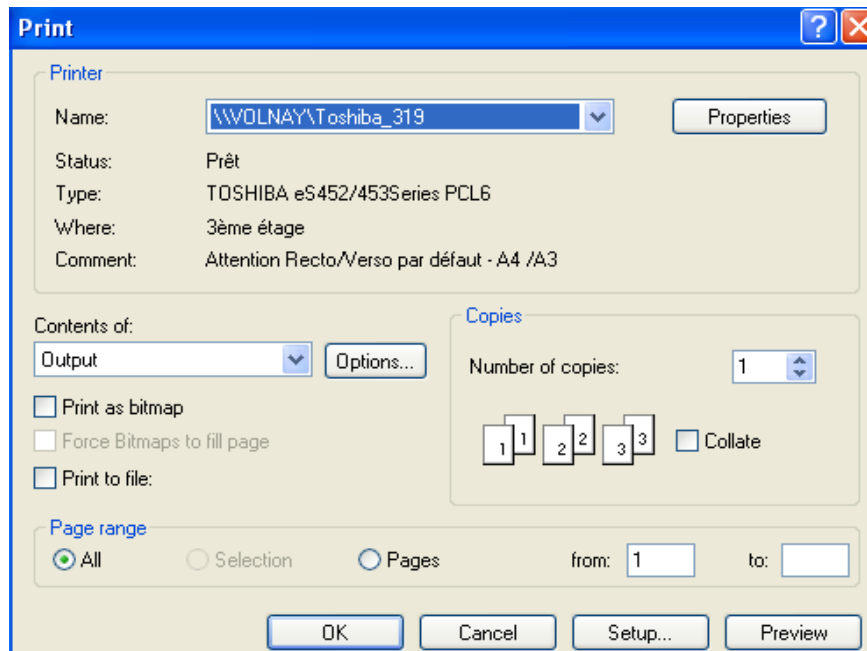 Print
Printer
Name: \\VOLNAY\Toshiba_319 Properties
Status: Prêt
Type: TOSHIBA eS452/453Series PCL6
Where: 3ème étage
Comment: Attention Recto/Verso par défaut - A4 /A3
Contents of:
Output Options...
Print as bitmap
Force Bitmaps to fill page
Print to file:
Copies
Number of copies: 1
1 1 2 2 3 3 Collate
Page range
All Selection Pages from: 1 to:
OK Cancel Setup... Preview